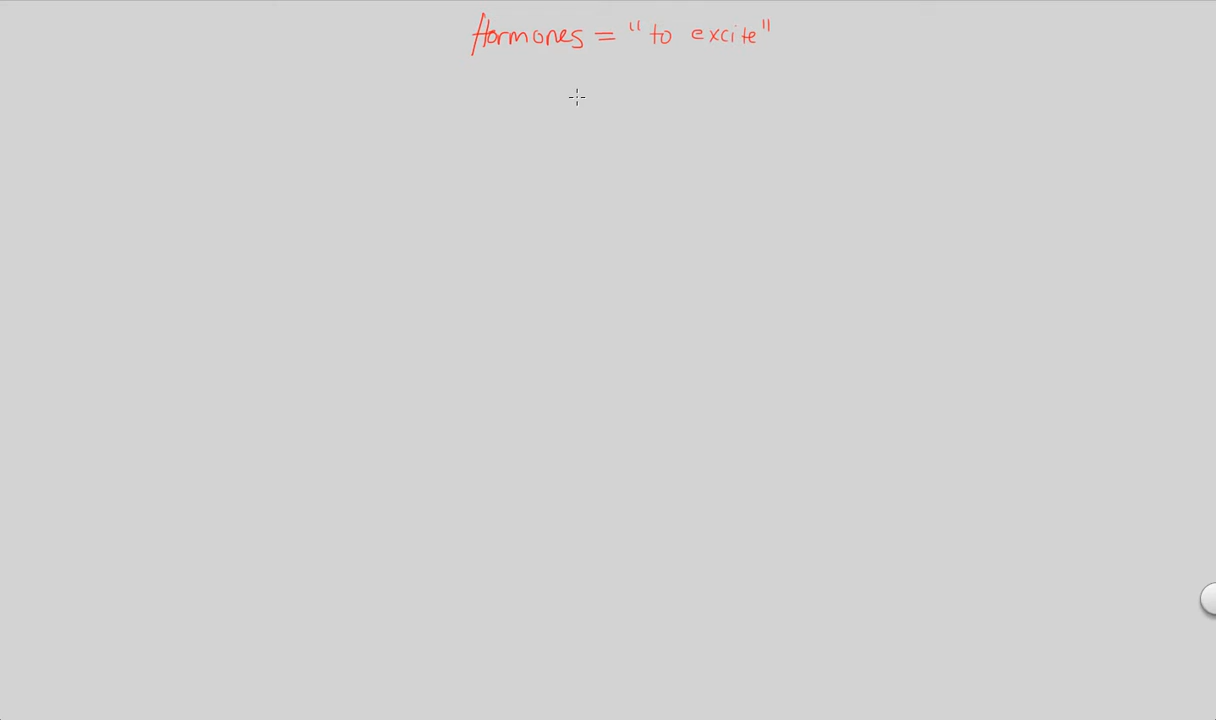 Hormones = "to excite"